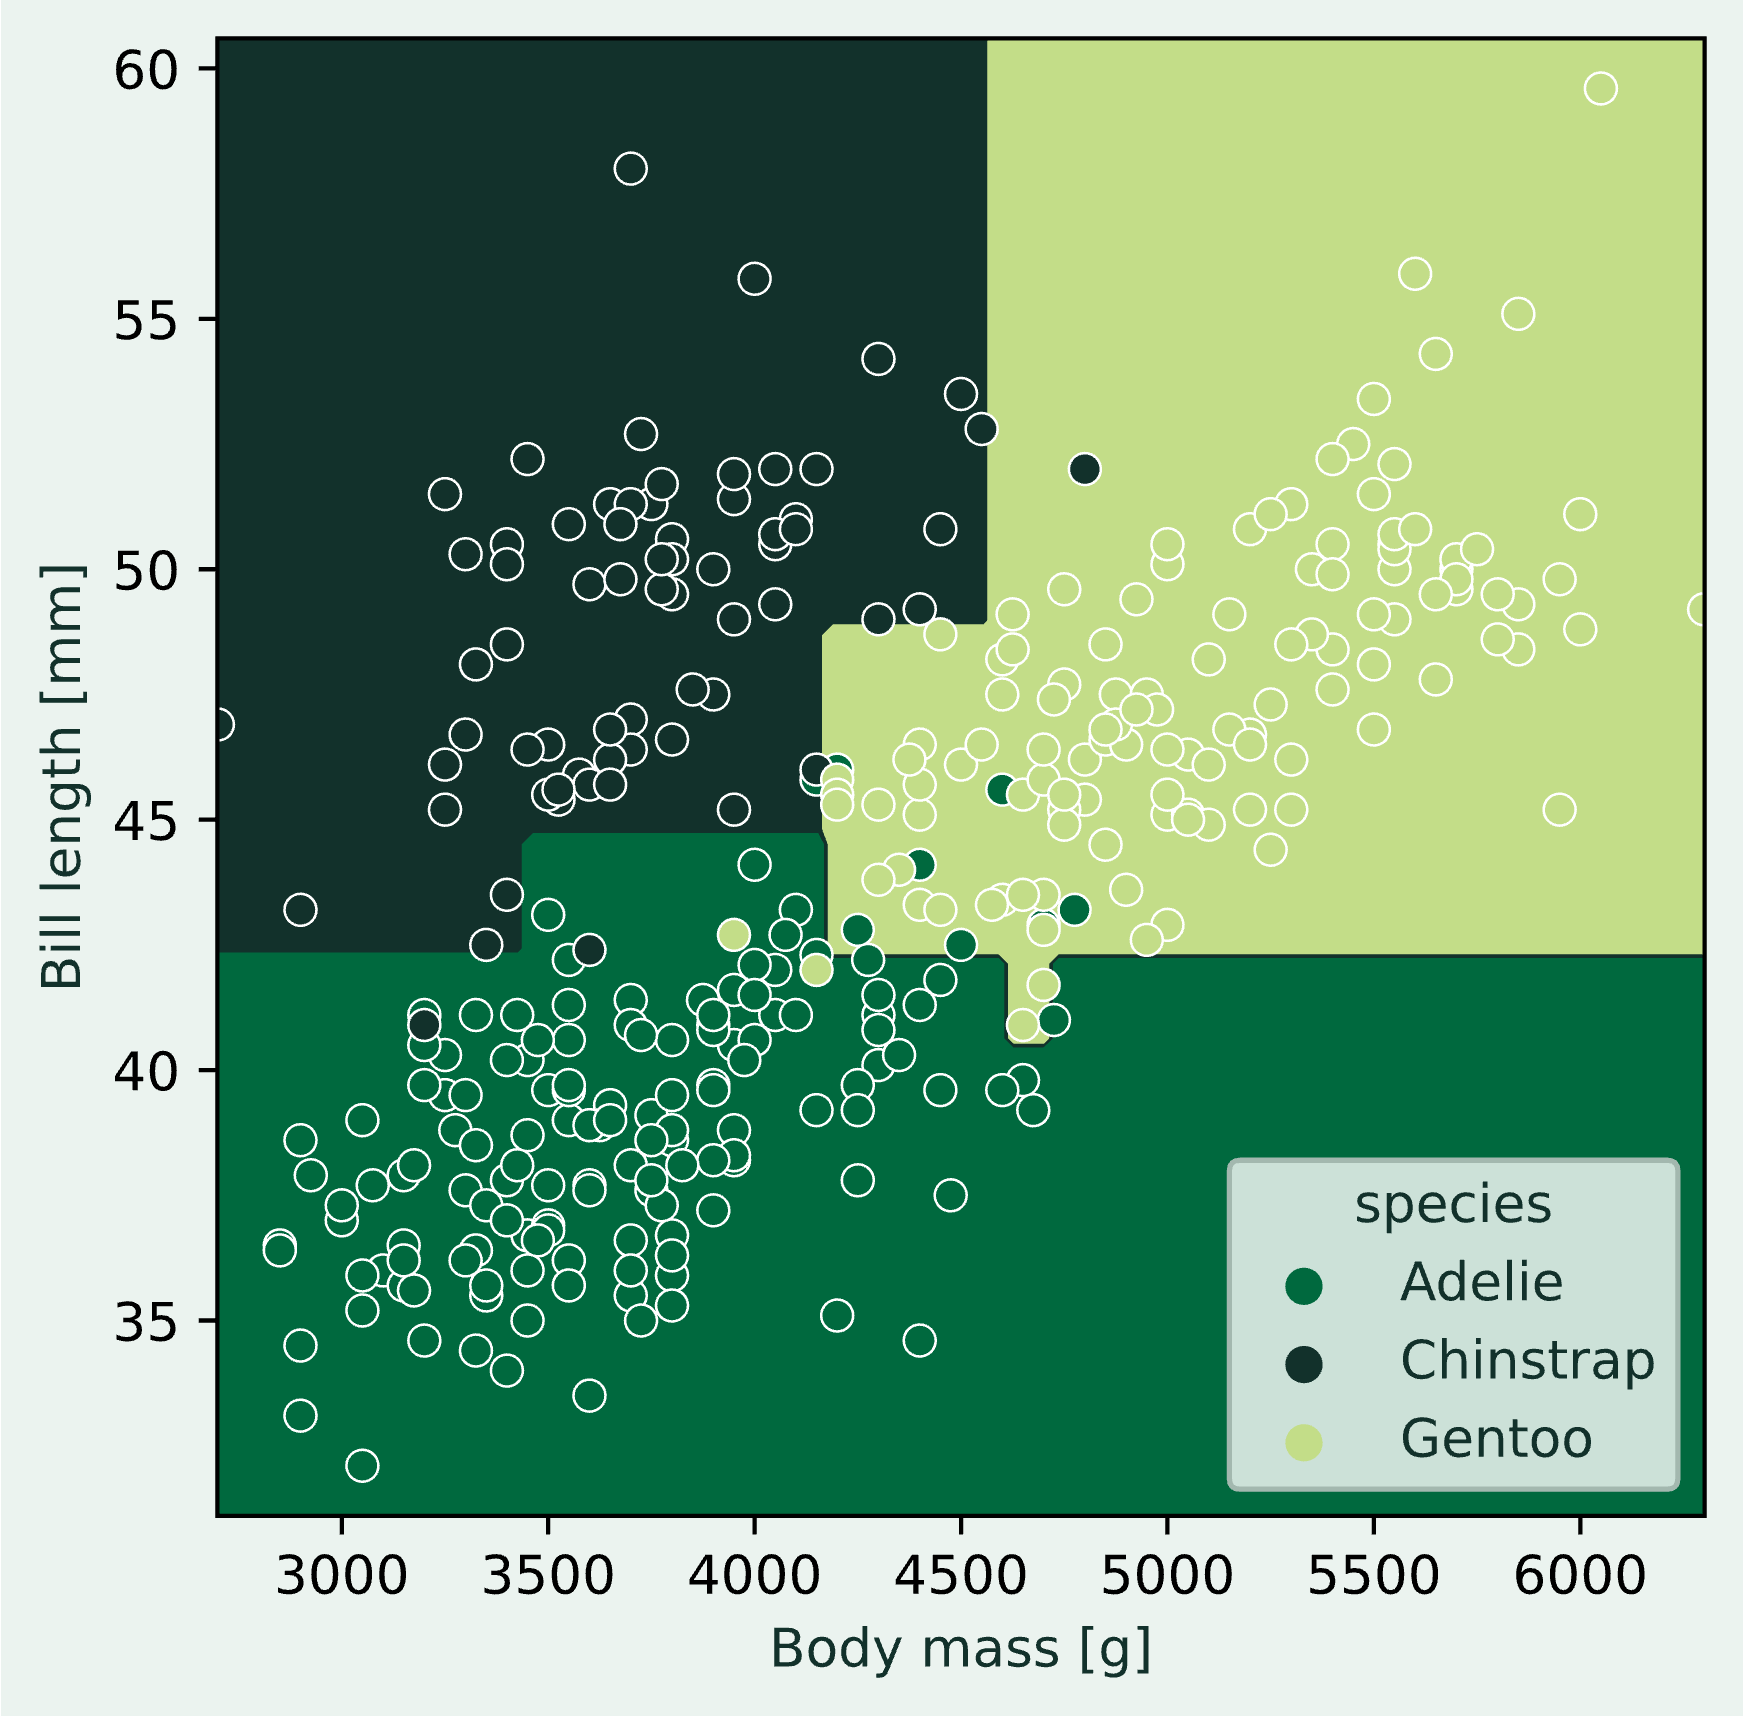 60
55
50
45
40
35
Bill length [mm]
species
Adelie
Chinstrap
Gentoo
3000 3500 4000 4500 5000 5500 6000
Body mass [g]